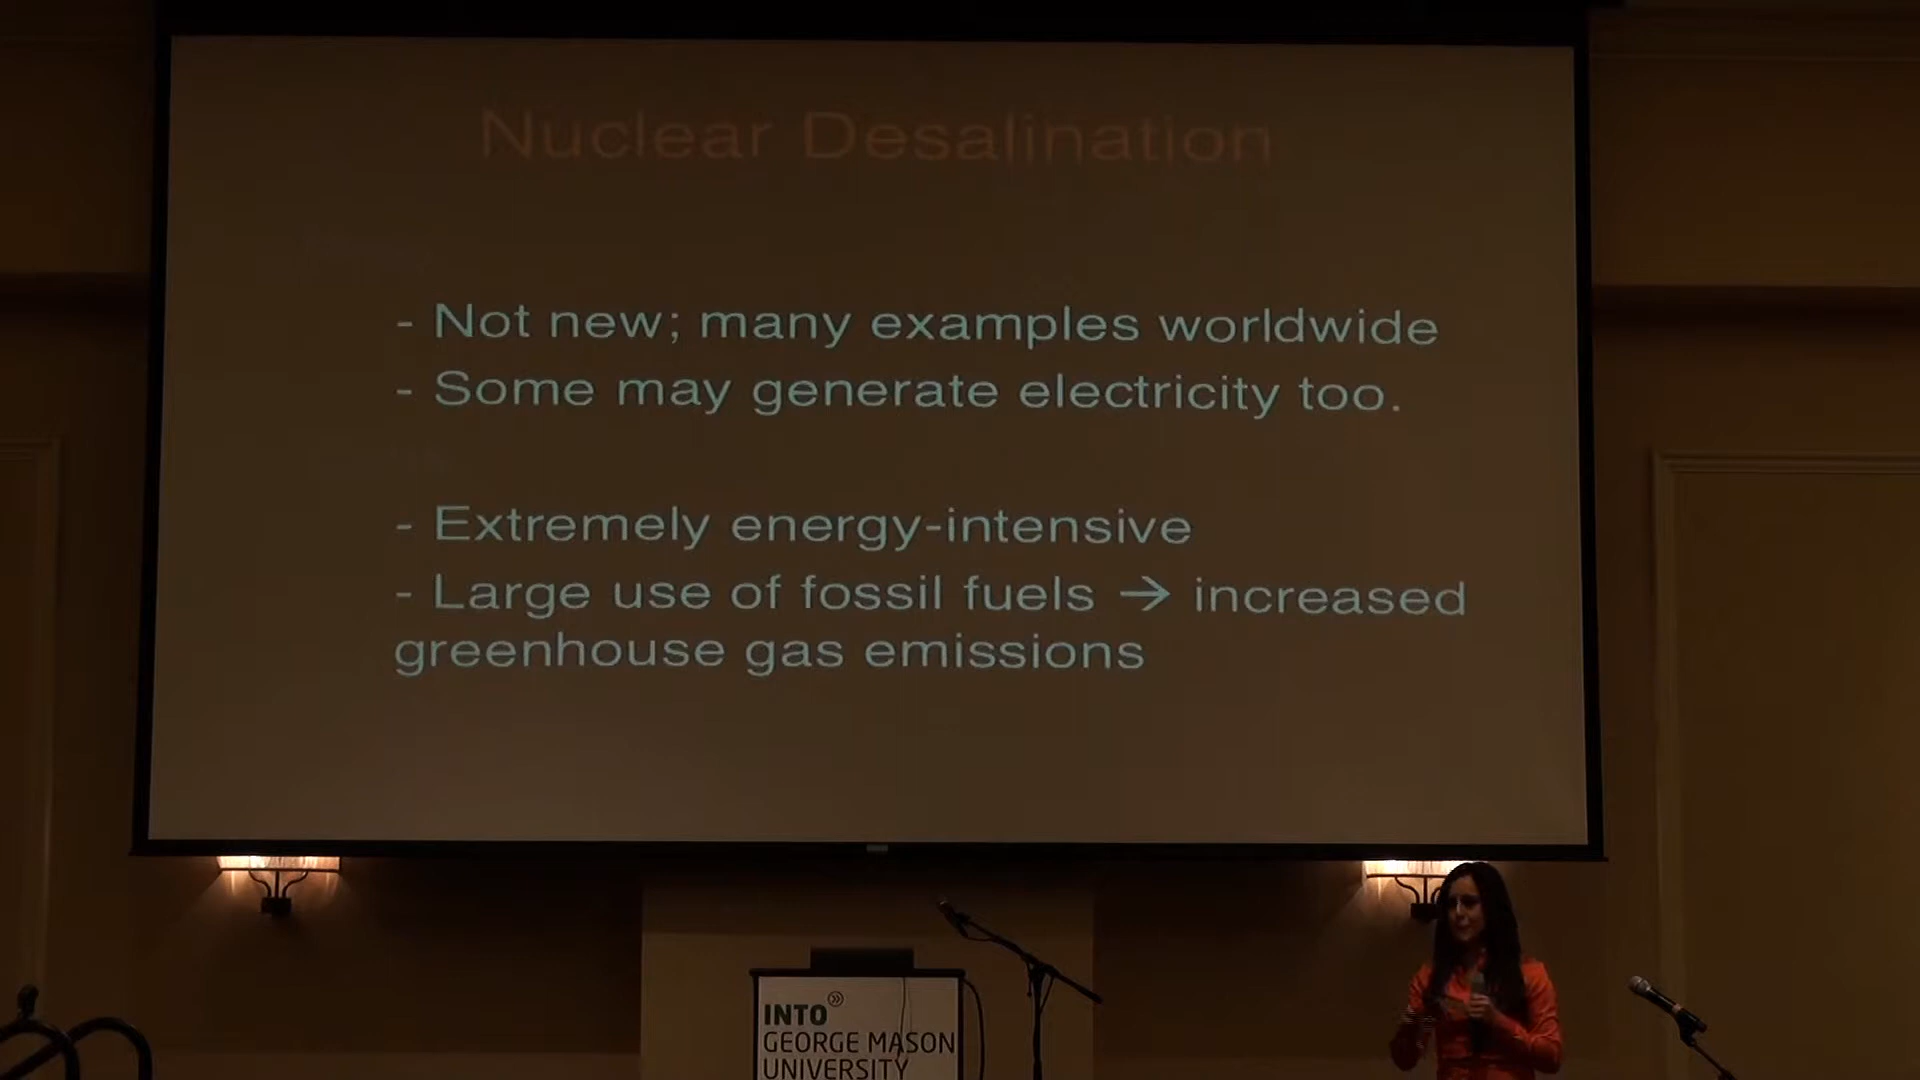 Nuclear Desalination
- Not new; many examples worldwide
- Some may generate electricity too.
- Extremely energy-intensive
- Large use of fossil fuels → increased
greenhouse gas emissions
INTO
GEORGE MASON
UNIVERSITY